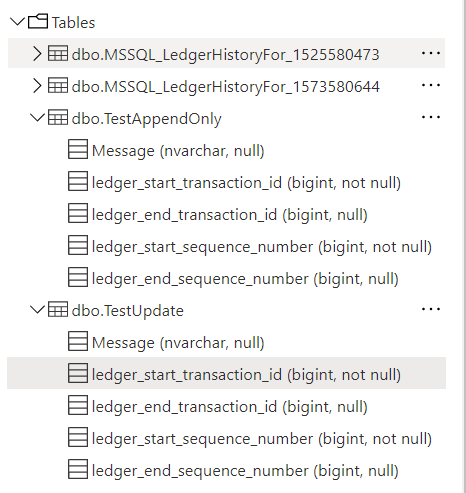 Tables
dbo.MSSQL_LedgerHistoryFor_1525580473
dbo.MSSQL_LedgerHistoryFor_1573580644
dbo.TestAppendOnly
Message (nvarchar, null)
ledger_start_transaction_id (bigint, not null)
ledger_end_transaction_id (bigint, null)
ledger_start_sequence_number (bigint, not null)
ledger_end_sequence_number (bigint, null)
dbo.TestUpdate
Message (nvarchar, null)
ledger_start_transaction_id (bigint, not null)
ledger_end_transaction_id (bigint, null)
ledger_start_sequence_number (bigint, not null)
ledger_end_sequence_number (bigint, null)